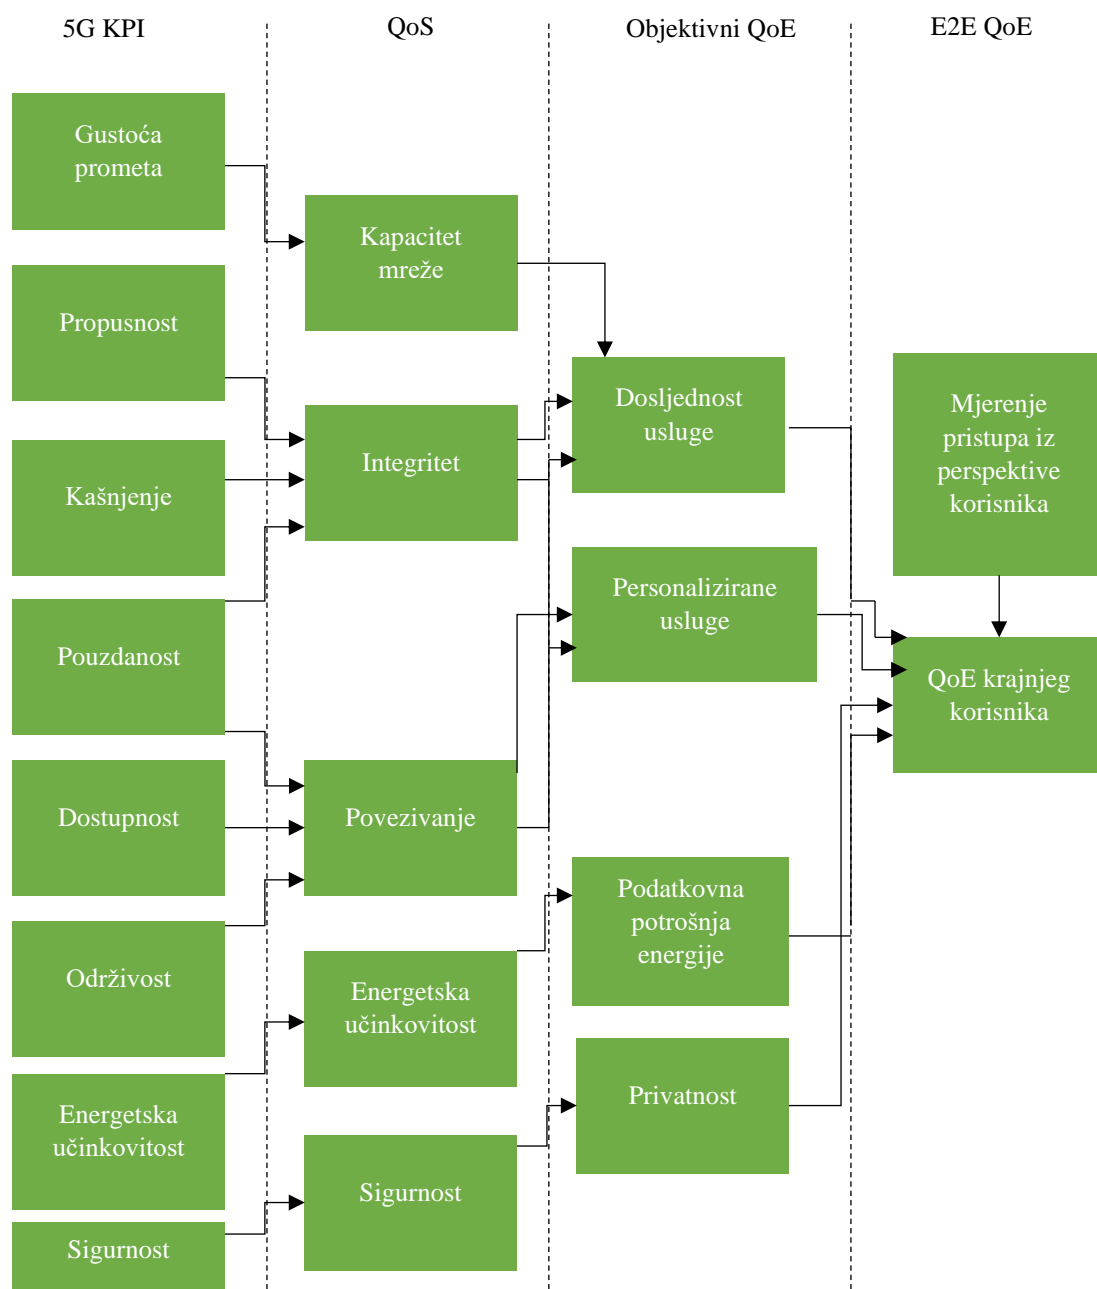 5G KPI
QoS
Objektivni QoE
E2E QoE
Gustoća
prometa
Propusnost
Kašnjenje
Pouzdanost
Dostupnost
Održivost
Energetska
učinkovitost
Sigurnost
Kapacitet
mreže
Integritet
Povezivanje
Energetska
učinkovitost
Sigurnost
Dosljednost
usluge
Personalizirane
usluge
Podatkovna
potrošnja
energije
Privatnost
Mjerenje
pristupa iz
perspektive
korisnika
QoE krajnjeg
korisnika